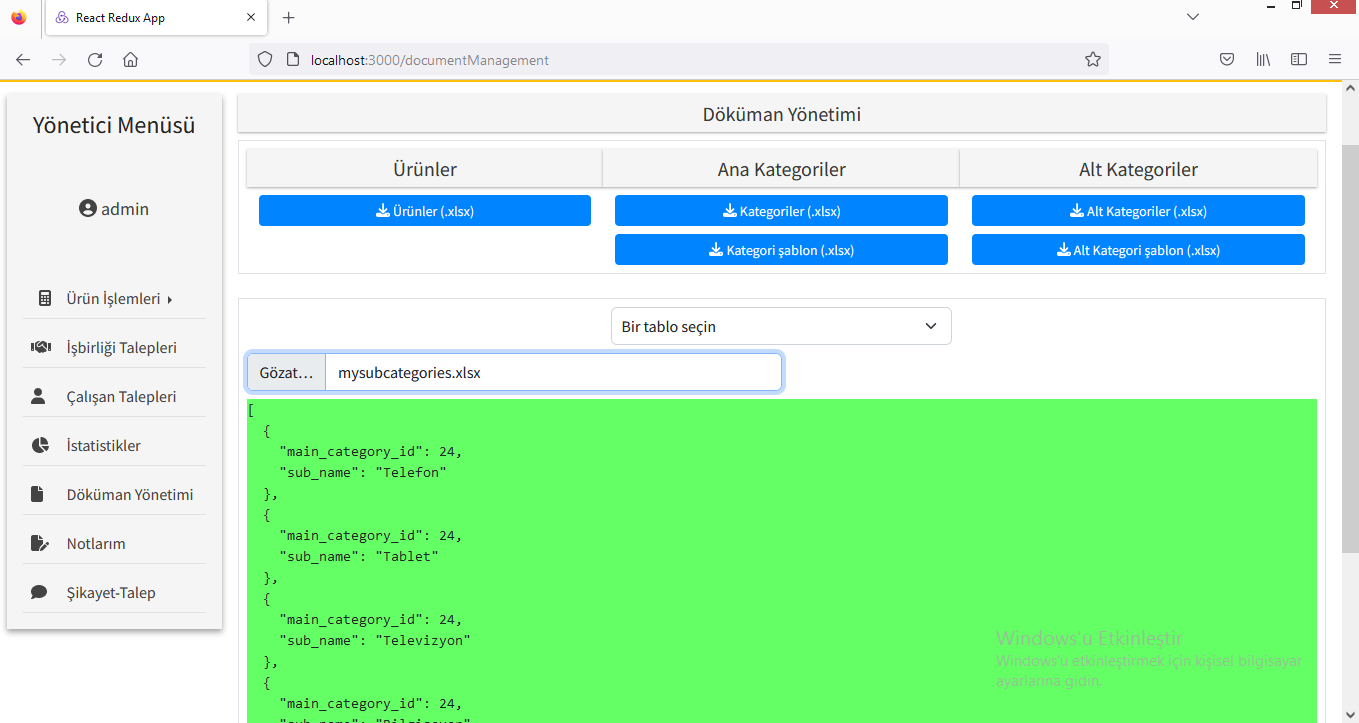 React Redux App
localhost:3000/documentManagement
Yönetici Menüsü
admin
Ürün İşlemleri
İşbirliği Talepleri
Çalışan Talepleri
İstatistikler
Döküman Yönetimi
Notlarım
Şikayet-Talep
Döküman Yönetimi
Ürünler
Ana Kategoriler
Alt Kategoriler
Ürünler (.xlsx)
Kategoriler (.xlsx)
Alt Kategoriler (.xlsx)
Kategori şablon (.xlsx)
Alt Kategori şablon (.xlsx)
Bir tablo seçin
Gözat... mysubcategories.xlsx
[
{
"main_category_id": 24,
"sub_name": "Telefon"
},
{
"main_category_id": 24,
"sub_name": "Tablet"
},
{
"main_category_id": 24,
"sub_name": "Televizyon"
},
{
"main_category_id": 24,
"sub_name": "Bilgisayar"
Windows'u Etkinleştir
Windows'u etkinleştirmek için kişisel bilgisayar
ayarlarına gidin.